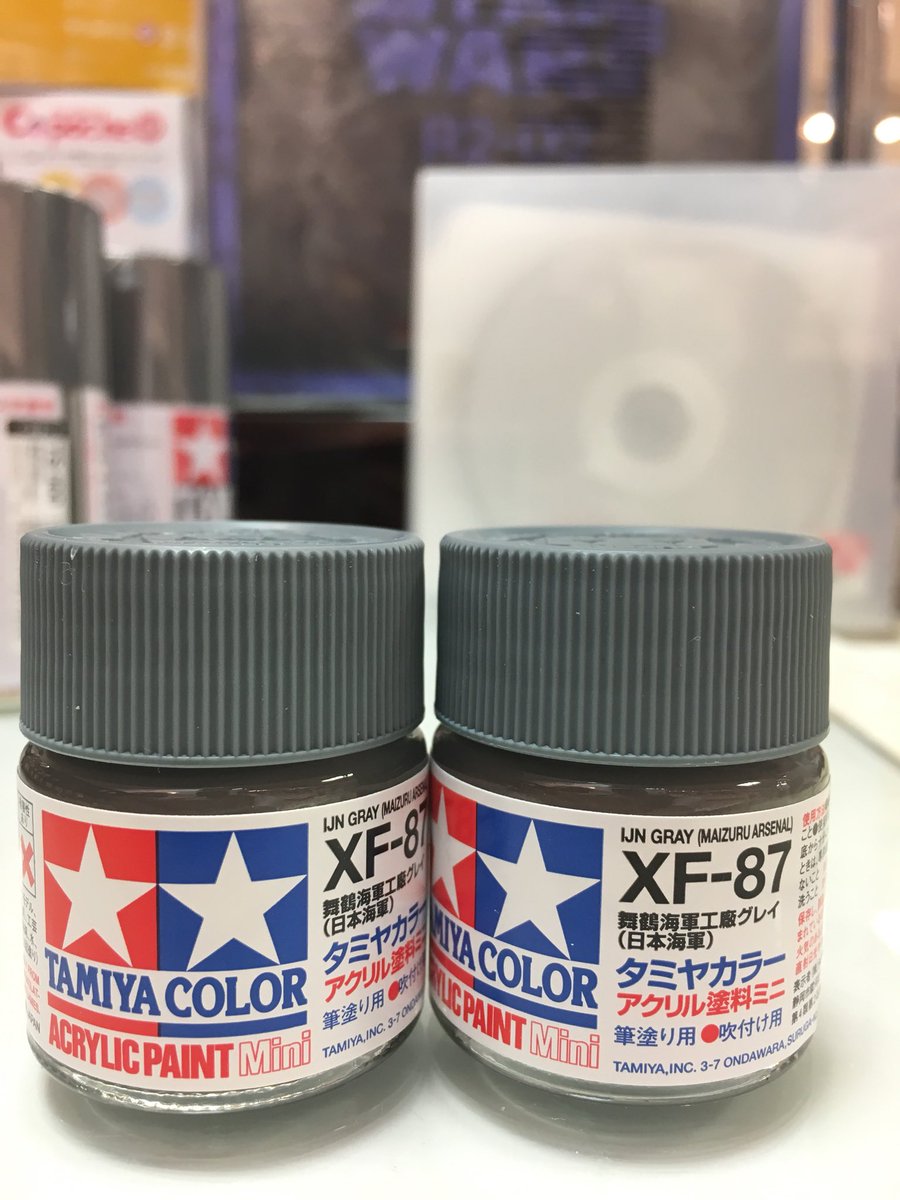 WAR
TAMIYA COLOR
ACRYLIC PAINT Mini
IJN GRAY (MAIZURU ARSENAL)
XF-87
舞鶴海軍工廠グレイ
(日本海軍)
タミヤカラー
アクリル塗料ミニ
筆塗り用 ●吹付け
TAMIYA, INC. 3-7 ONDAWA
MIYA COLOR
YLIC PAINT Mini
IJN GRAY (MAIZURU ARSENAL)
XF-87
舞鶴海軍工廠グレイ
(日本海軍)
タミヤカラー
アクリル塗料ミニ
筆塗り用 ●吹付け用
TAMIYA, INC. 3-7 ONDAWARA, SURUGA-